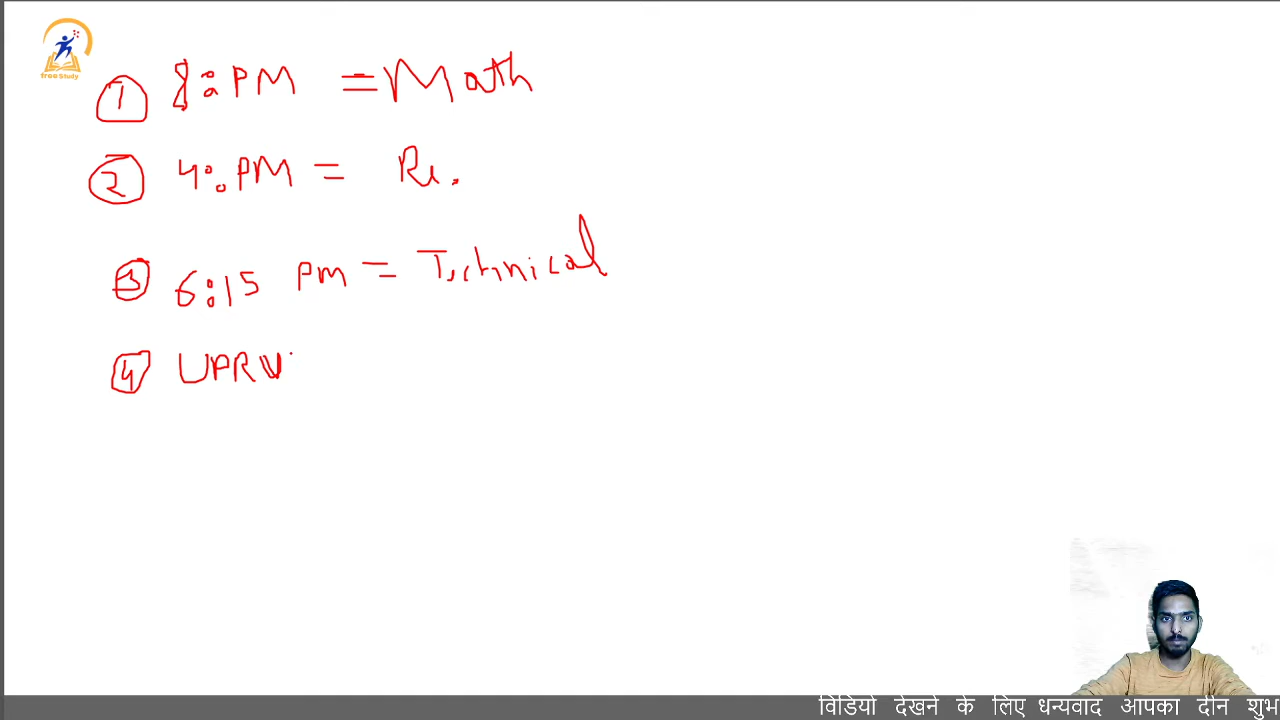 free Study
① 8:PM = Math
② 4:PM = Re.
③ 6:15 PM = Technical
④ UPRV
विडियो देखने के लिए धन्यवाद आपका दीन शुभ